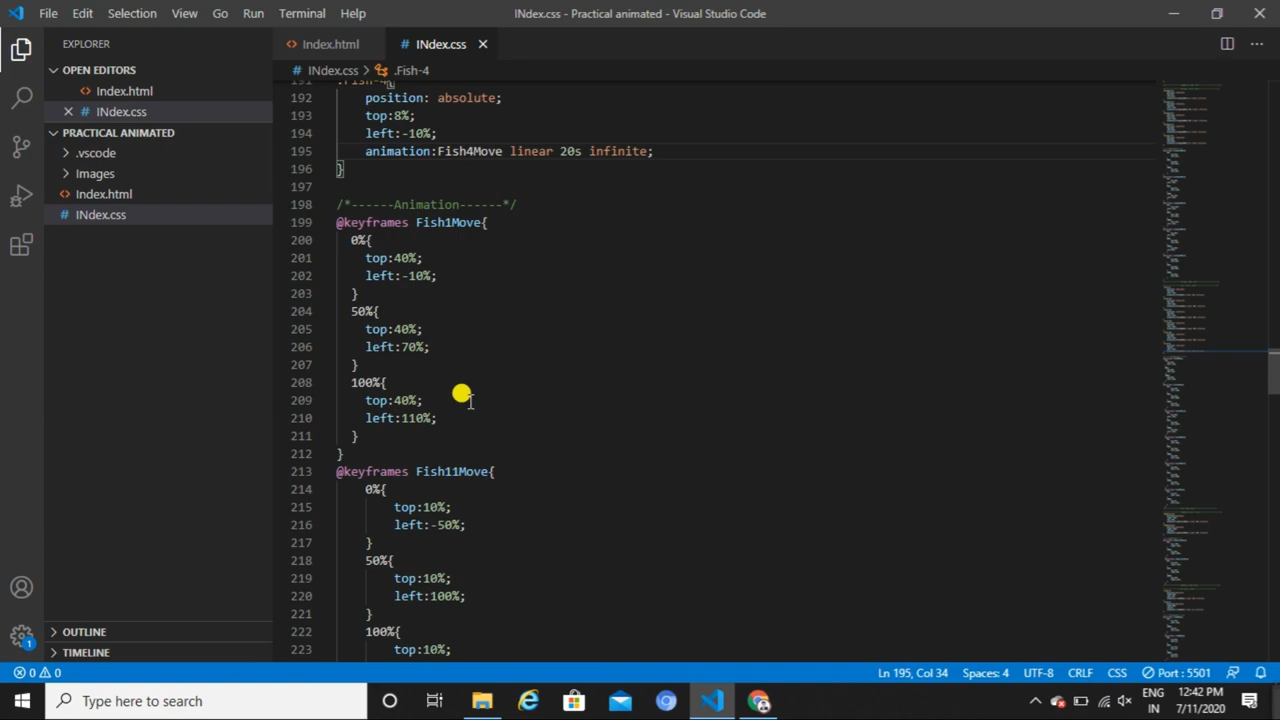 File Edit Selection View Go Run Terminal Help
INdex.css - Practical animated - Visual Studio Code
EXPLORER
OPEN EDITORS
Index.html
INdex.css
PRACTICAL ANIMATED
.vscode
Images
Index.html
INdex.css
OUTLINE
TIMELINE
Index.html
INdex.css
INdex.css > .Fish-4
191 .Fish-4{
192 position: absolute;
193 top:8%;
194 left:-10%;
195 animation:Fish4Move linear 20s infinite;
196 }
197
198 /*------Animation------*/
199 @keyframes Fish1Move{
200 0%{
201 top:40%;
202 left:-10%;
203 }
204 50%{
205 top:40%;
206 left:70%;
207 }
208 100%{
209 top:40%;
210 left:110%;
211 }
212 }
213 @keyframes Fish11Move{
214 0%{
215 top:10%;
216 left:-50%;
217 }
218 50%{
219 top:10%;
220 left:100%;
221 }
222 100%{
223 top:10%;
1
0 0
Ln 195, Col 34 Spaces: 4 UTF-8 CRLF CSS Port : 5501
Type here to search
ENG
IN
12:42 PM
7/11/2020